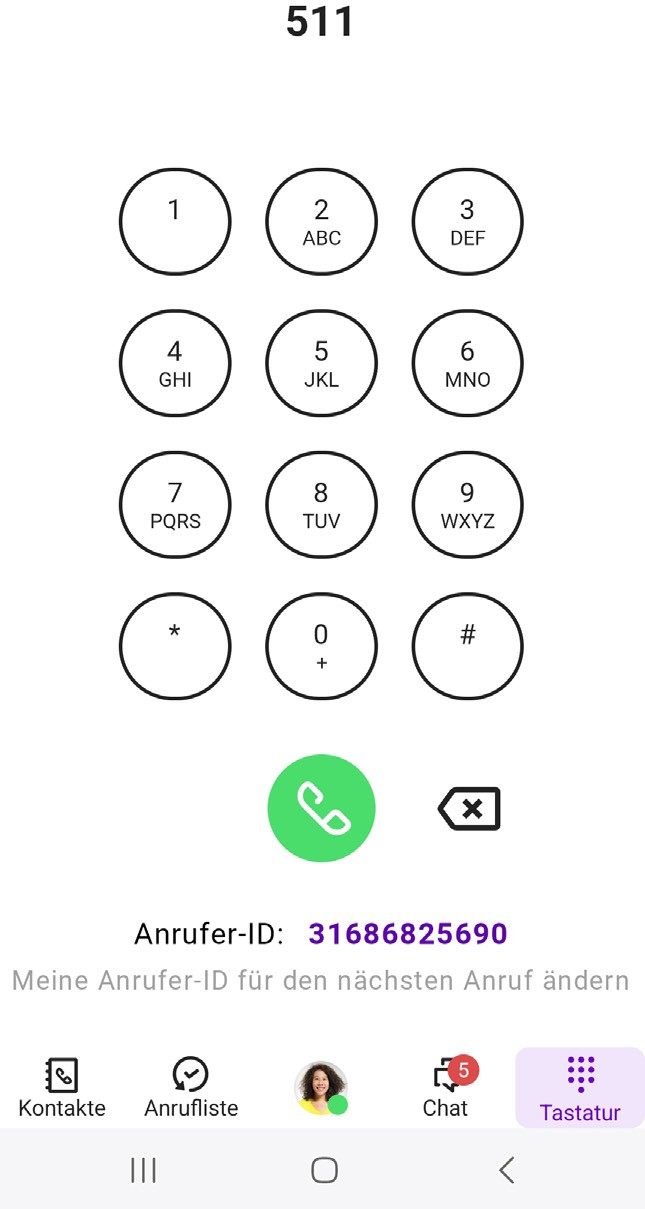 511
1 2 3
ABC DEF
4 5 6
GHI JKL MNO
7 8 9
PQRS TUV WXYZ
* 0 #
+
Anrufer-ID: 31686825690
Meine Anrufer-ID für den nächsten Anruf ändern
5
Kontakte Anrufliste Chat Tastatur